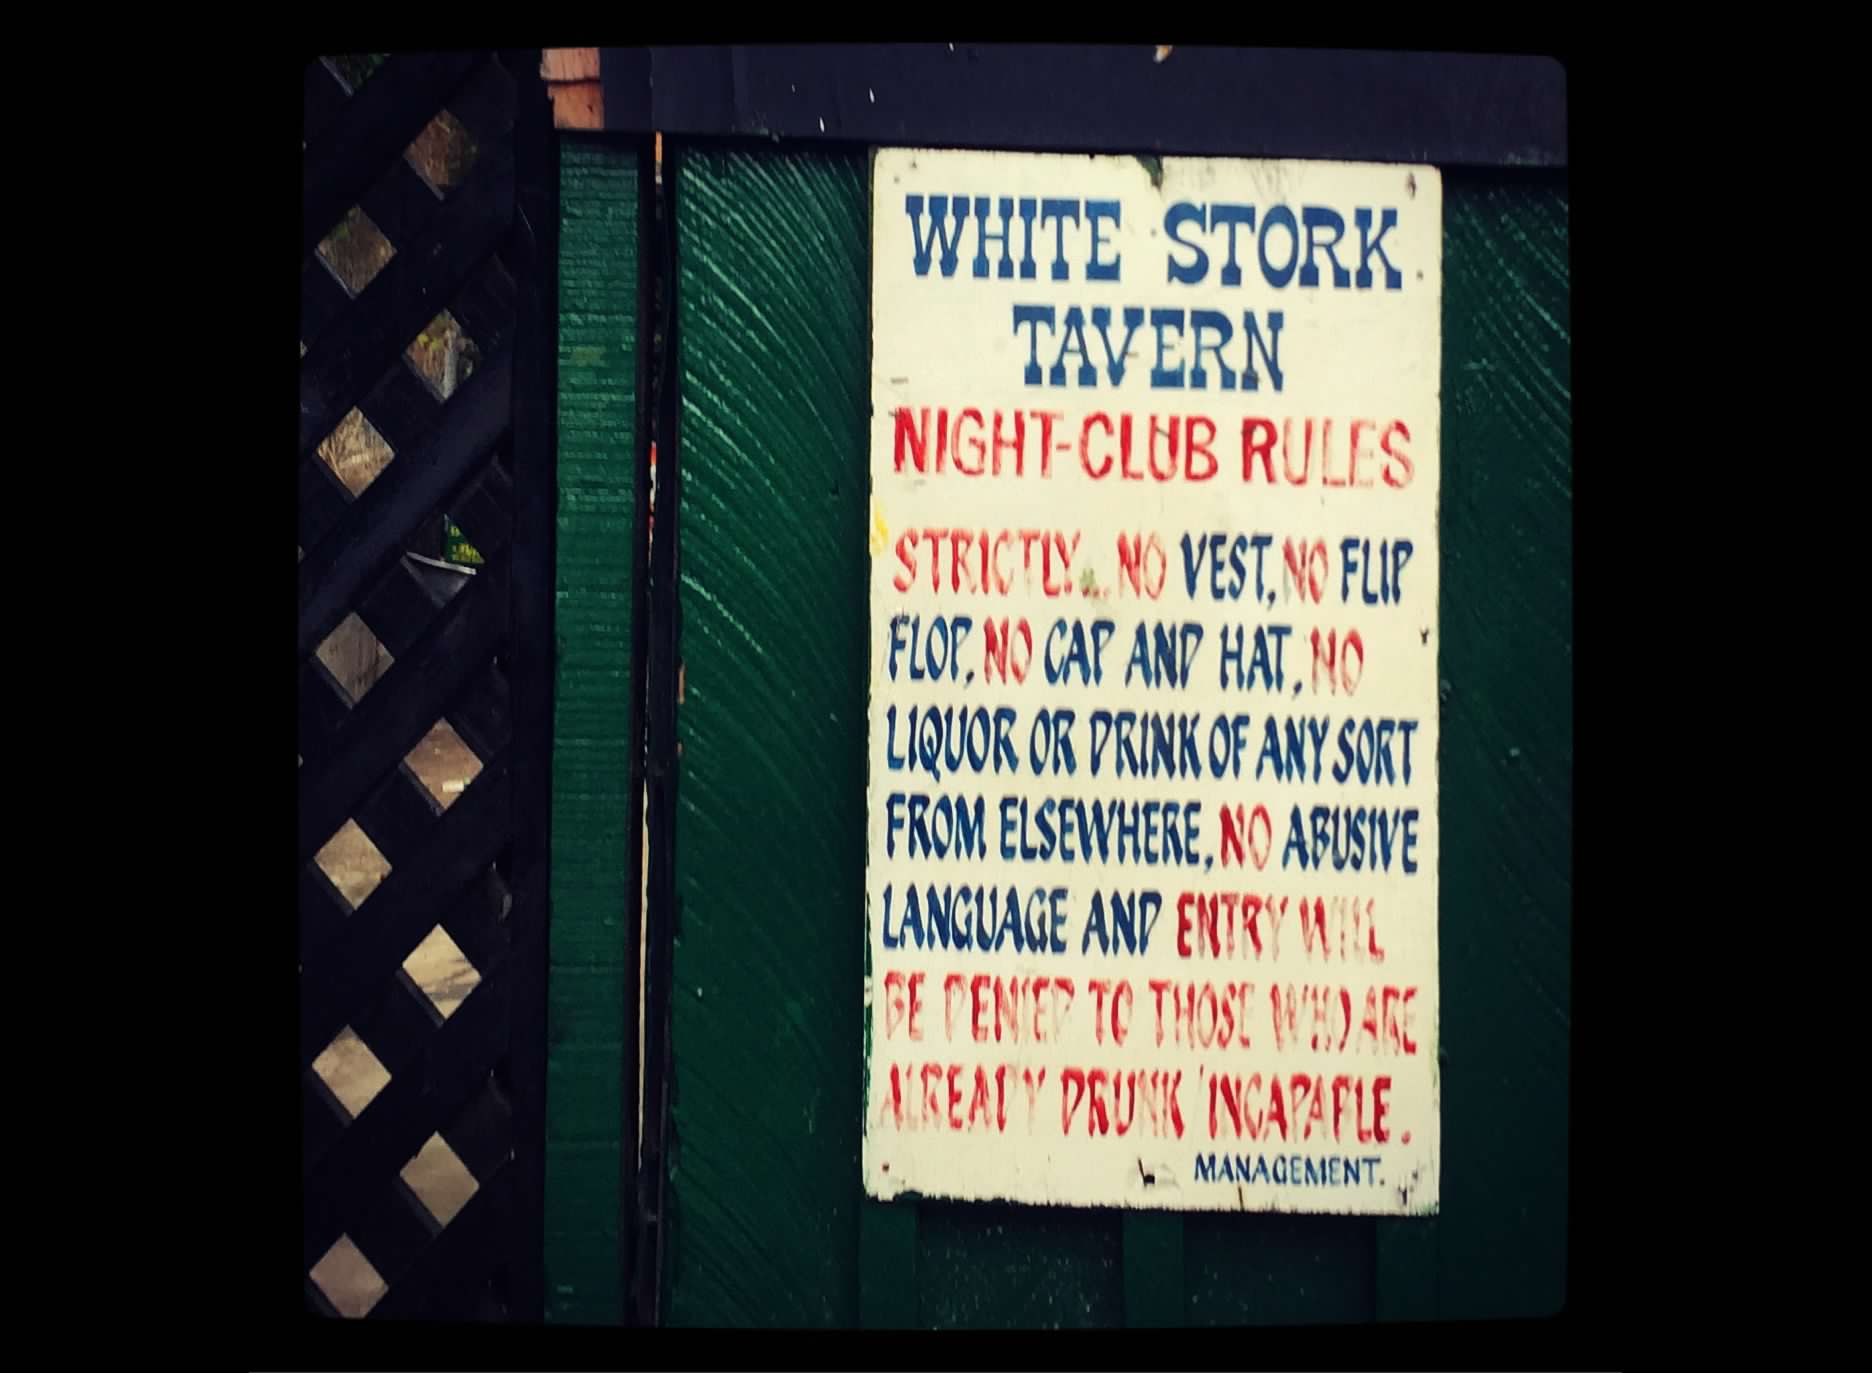 WHITE STORK
TAVERN
NIGHT-CLUB RULES
STRICTLY... NO VEST, NO FLIP
FLOP, NO CAP AND HAT, NO
LIQUOR OR DRINK OF ANY SORT
FROM ELSEWHERE, NO ABUSIVE
LANGUAGE AND ENTRY WILL
BE DENIED TO THOSE WHO ARE
ALREADY DRUNK 'INCAPABLE.
MANAGEMENT.